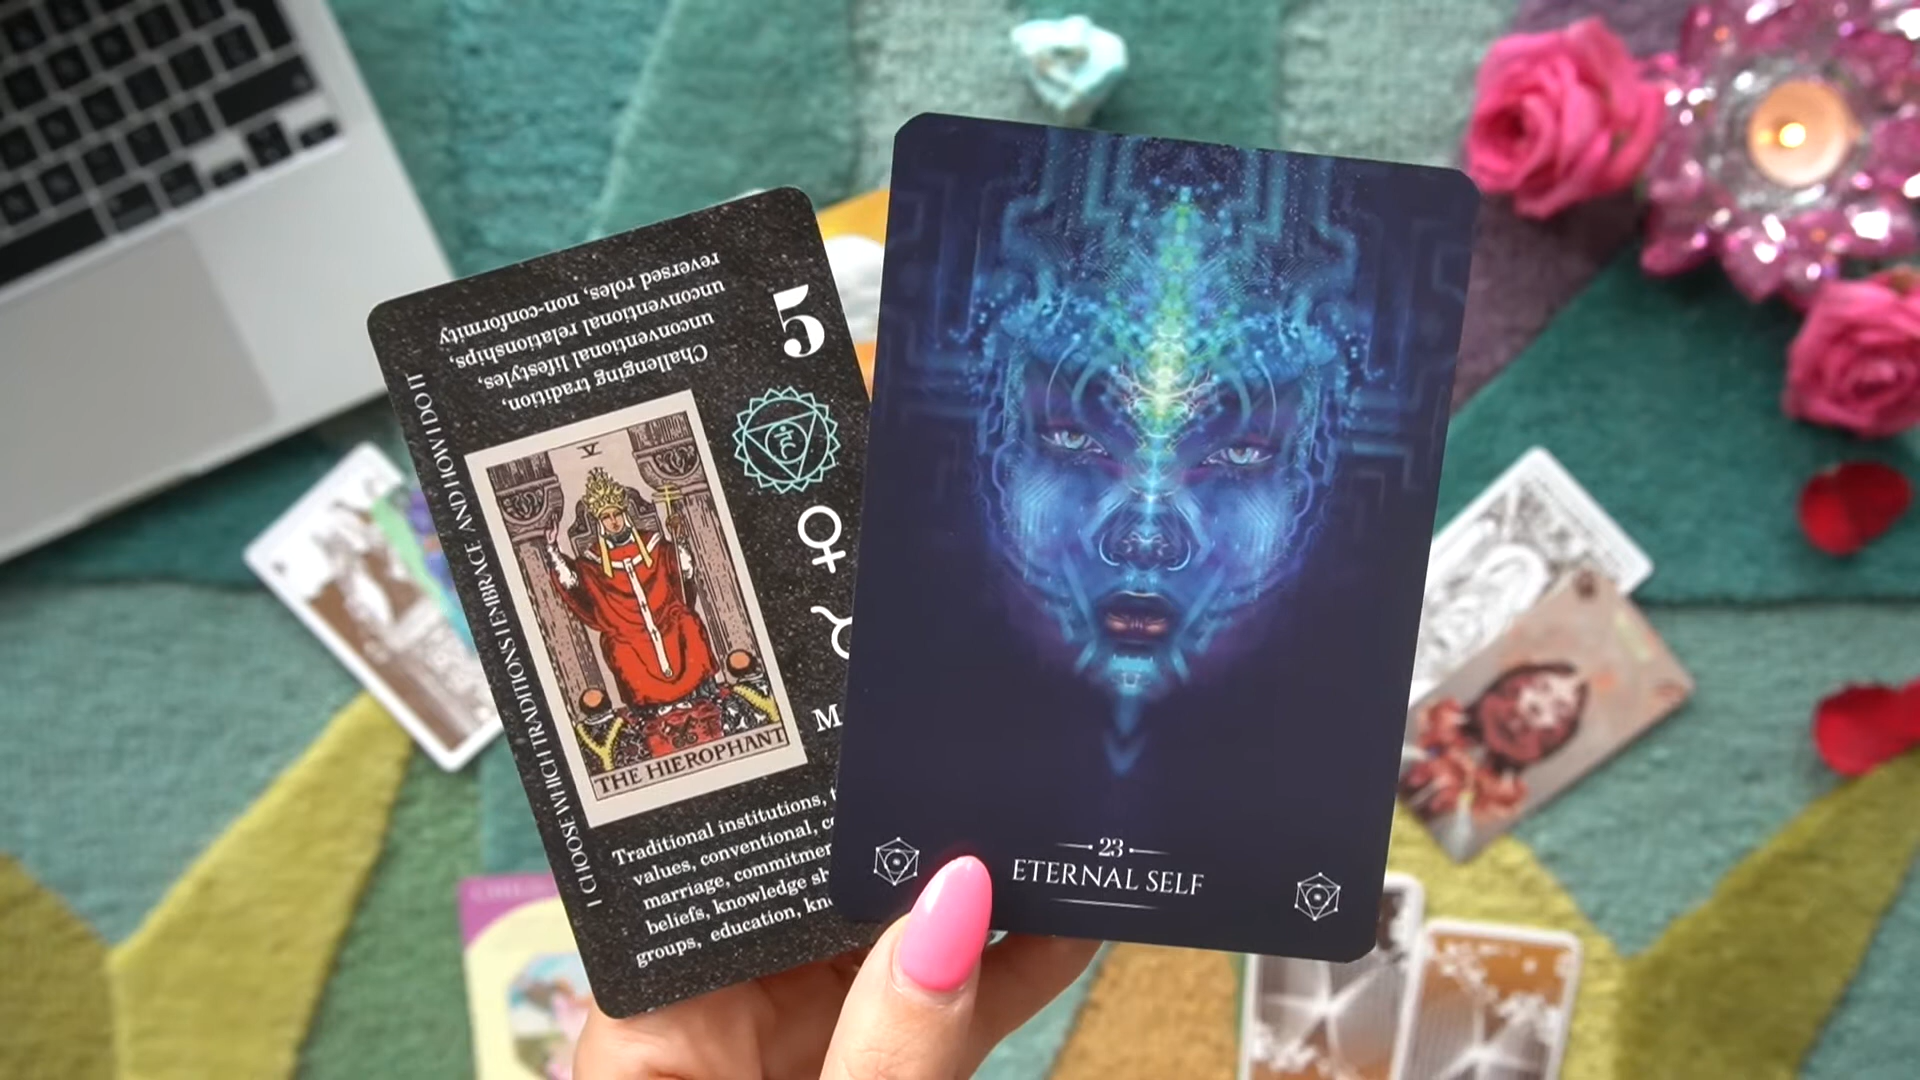 reversed roles, non-conformity
unconventional relationships,
unconventional lifestyles,
Challenging tradition,
5
I CHOOSE WHICH TRADITIONS I EMBRACE AND HOW I DO IT
V
THE HIEROPHANT
M
Traditional institutions,
values, conventional,
marriage,
beliefs, knowledge
groups, education,
23
ETERNAL SELF